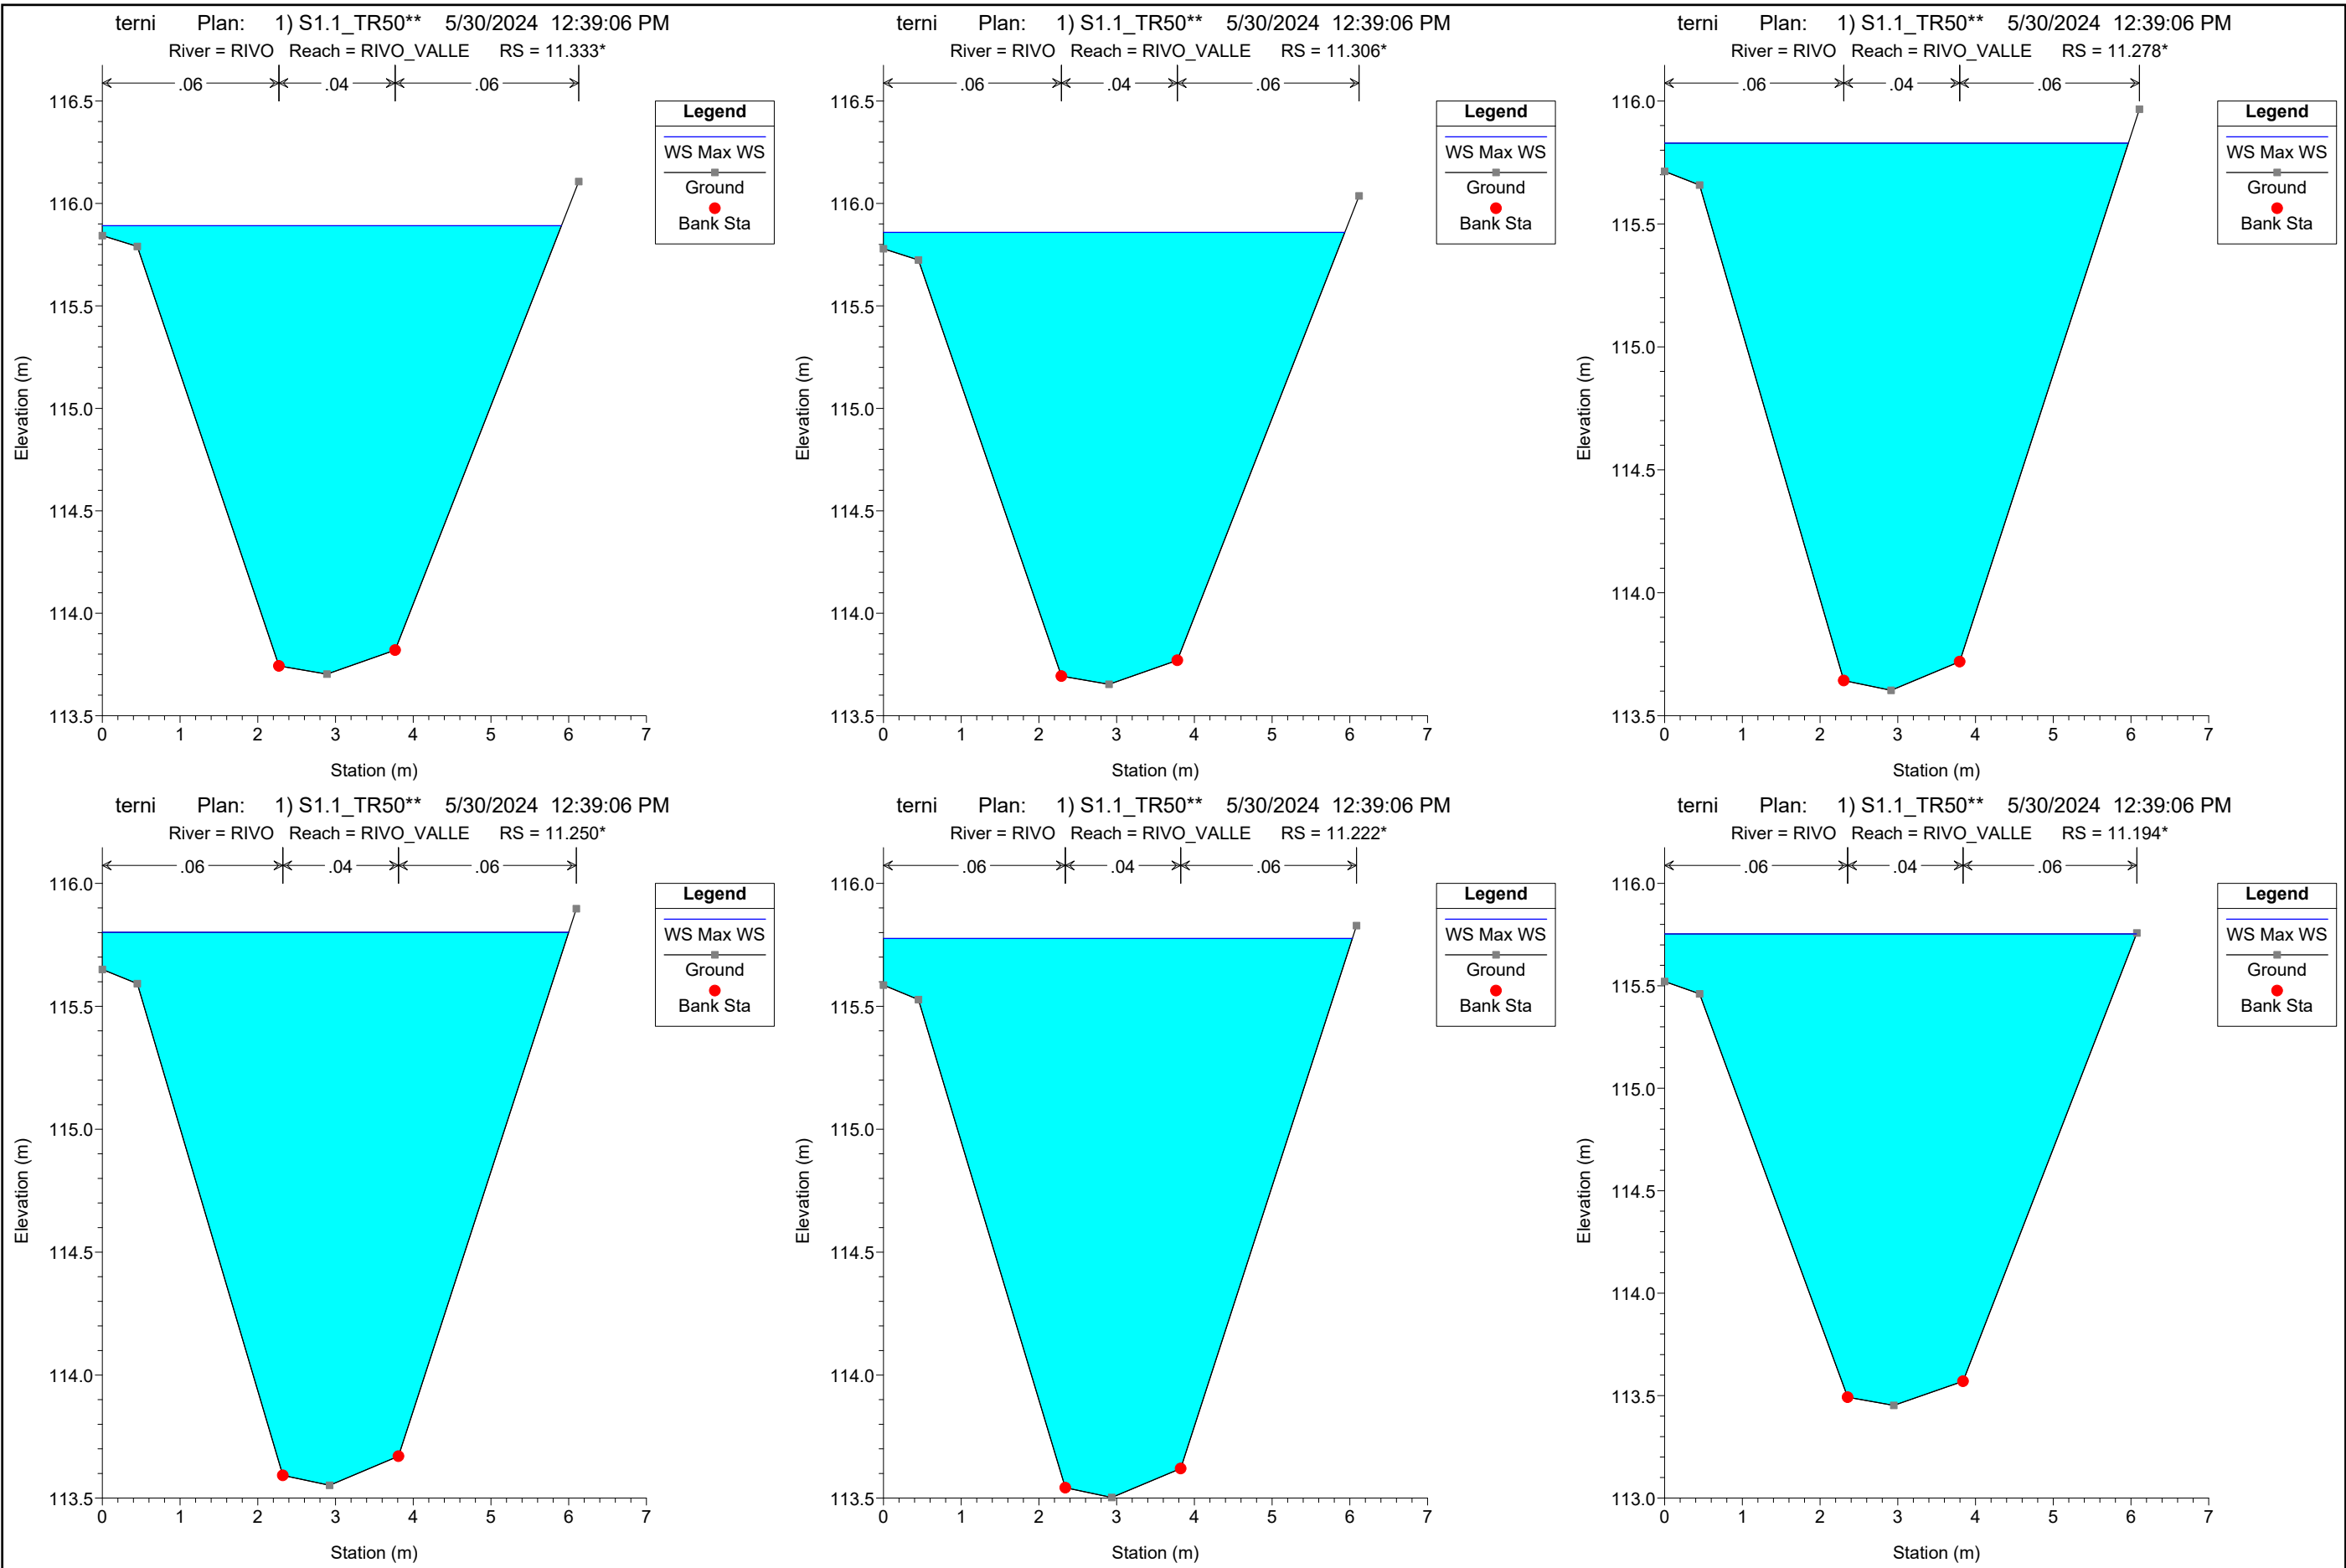 terni Plan: 1) S1.1_TR50** 5/30/2024 12:39:06 PM
River = RIVO Reach = RIVO_VALLE RS = 11.333*
.06 .04 .06
116.5
116.0
115.5
115.0
114.5
114.0
113.5
0 1 2 3 4 5 6 7
Station (m)
Elevation (m)
Legend
WS Max WS
Ground
Bank Sta
terni Plan: 1) S1.1_TR50** 5/30/2024 12:39:06 PM
River = RIVO Reach = RIVO_VALLE RS = 11.306*
.06 .04 .06
116.5
116.0
115.5
115.0
114.5
114.0
113.5
0 1 2 3 4 5 6 7
Station (m)
Elevation (m)
Legend
WS Max WS
Ground
Bank Sta
terni Plan: 1) S1.1_TR50** 5/30/2024 12:39:06 PM
River = RIVO Reach = RIVO_VALLE RS = 11.278*
.06 .04 .06
116.0
115.5
115.0
114.5
114.0
113.5
0 1 2 3 4 5 6 7
Station (m)
Elevation (m)
Legend
WS Max WS
Ground
Bank Sta
terni Plan: 1) S1.1_TR50** 5/30/2024 12:39:06 PM
River = RIVO Reach = RIVO_VALLE RS = 11.250*
.06 .04 .06
116.0
115.5
115.0
114.5
114.0
113.5
0 1 2 3 4 5 6 7
Station (m)
Elevation (m)
Legend
WS Max WS
Ground
Bank Sta
terni Plan: 1) S1.1_TR50** 5/30/2024 12:39:06 PM
River = RIVO Reach = RIVO_VALLE RS = 11.222*
.06 .04 .06
116.0
115.5
115.0
114.5
114.0
113.5
0 1 2 3 4 5 6 7
Station (m)
Elevation (m)
Legend
WS Max WS
Ground
Bank Sta
terni Plan: 1) S1.1_TR50** 5/30/2024 12:39:06 PM
River = RIVO Reach = RIVO_VALLE RS = 11.194*
.06 .04 .06
116.0
115.5
115.0
114.5
114.0
113.5
113.0
0 1 2 3 4 5 6 7
Station (m)
Elevation (m)
Legend
WS Max WS
Ground
Bank Sta